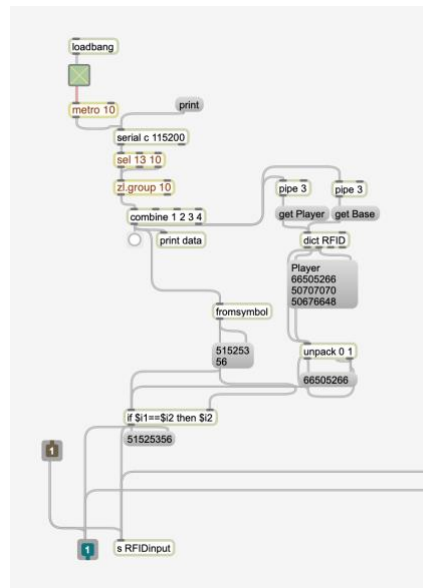 loadbang
metro 10
print
serial c 115200
sel 13 10
zl.group 10
combine 1 2 3 4
print data
pipe 3
pipe 3
get Player
get Base
dict RFID
Player
66505266
50707070
50676648
fromsymbol
515253
56
unpack 0 1
66505266
if $i1==$i2 then $i2
51525356
1
1
s RFIDinput